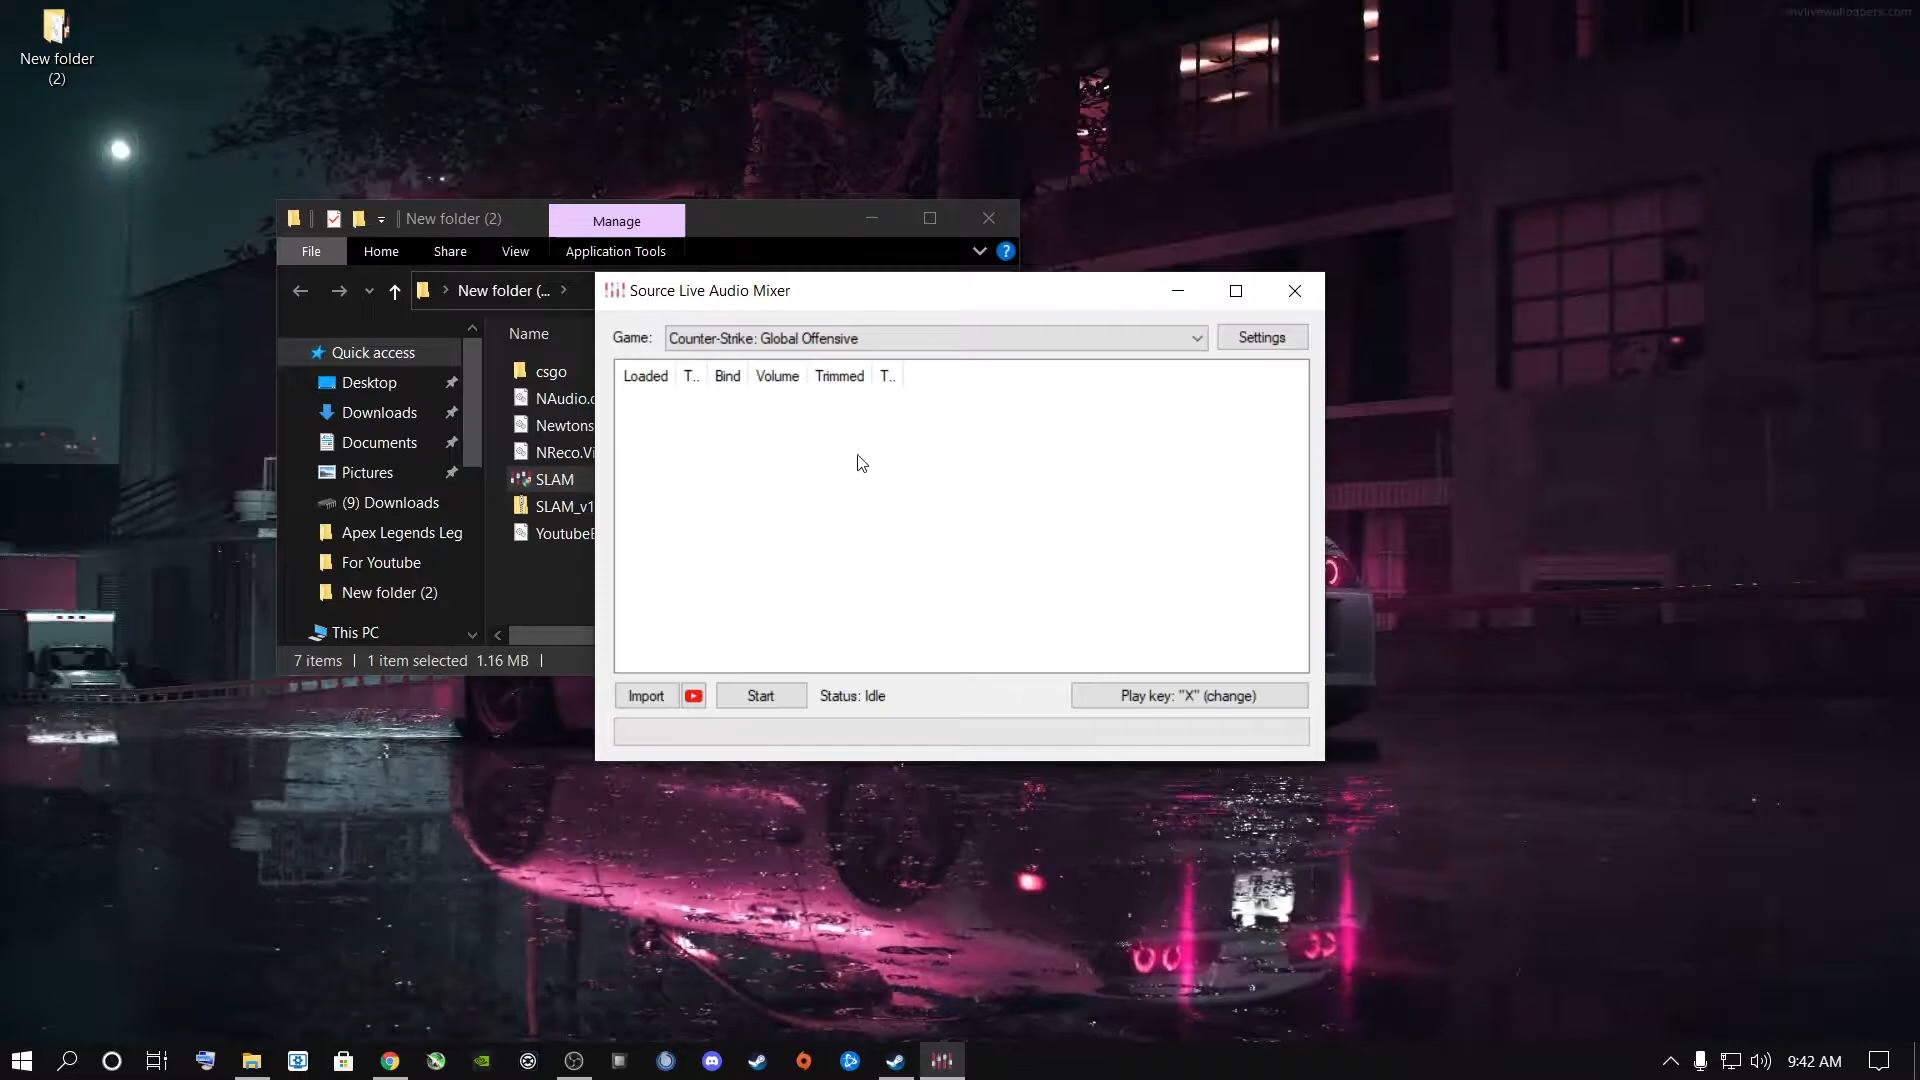 New folder
(2)
mylivewallpapers.com
New folder (2)
Manage
File
Home
Share
View
Application Tools
New folder (...
Quick access
Desktop
Downloads
Documents
Pictures
(9) Downloads
Apex Legends Leg
For Youtube
New folder (2)
This PC
Name
csgo
NAudio.c
Newtons
NReco.Vi
SLAM
SLAM_v1
YoutubeE
7 items
1 item selected 1.16 MB
Source Live Audio Mixer
Game:
Counter-Strike: Global Offensive
Settings
Loaded
T..
Bind
Volume
Trimmed
T..
Import
Start
Status: Idle
Play key: "X" (change)
9:42 AM